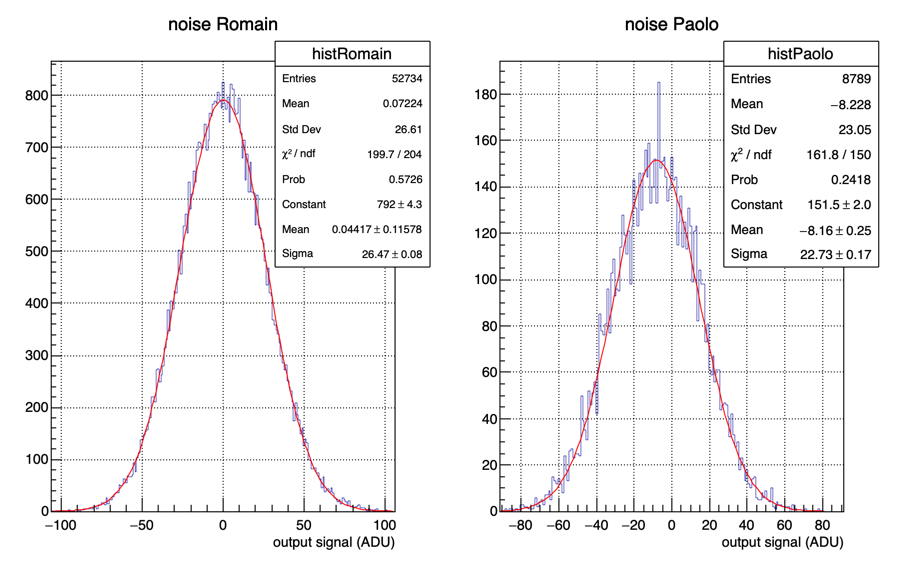 noise Romain
histRomain
Entries 52734
Mean 0.07224
Std Dev 26.61
χ² / ndf 199.7 / 204
Prob 0.5726
Constant 792 ± 4.3
Mean 0.04417 ± 0.11578
Sigma 26.47 ± 0.08
800
700
600
500
400
300
200
100
0
−100 −50 0 50 100
output signal (ADU)
noise Paolo
histPaolo
Entries 8789
Mean −8.228
Std Dev 23.05
χ² / ndf 161.8 / 150
Prob 0.2418
Constant 151.5 ± 2.0
Mean −8.16 ± 0.25
Sigma 22.73 ± 0.17
180
160
140
120
100
80
60
40
20
0
−80 −60 −40 −20 0 20 40 60 80
output signal (ADU)